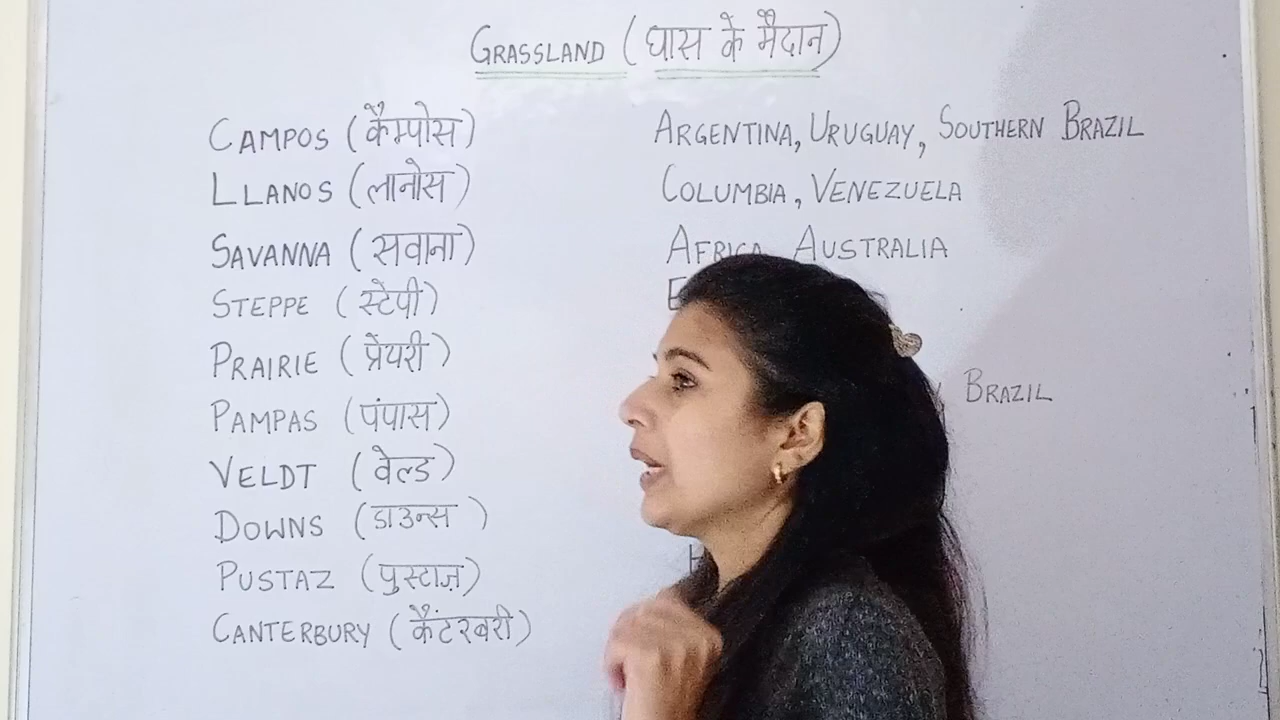 GRASSLAND (घास के मैदान)
CAMPOS (कैम्पोस) ARGENTINA, URUGUAY, SOUTHERN BRAZIL
LLANOS (लानोस) COLUMBIA, VENEZUELA
SAVANNA (सवाना) AFRICA, AUSTRALIA
STEPPE (स्टेपी)
PRAIRIE (प्रेयरी)
PAMPAS (पंपास) BRAZIL
VELDT (वेल्ड)
DOWNS (डाउन्स)
PUSTAZ (पुस्टाज़)
CANTERBURY (कैंटरबरी)